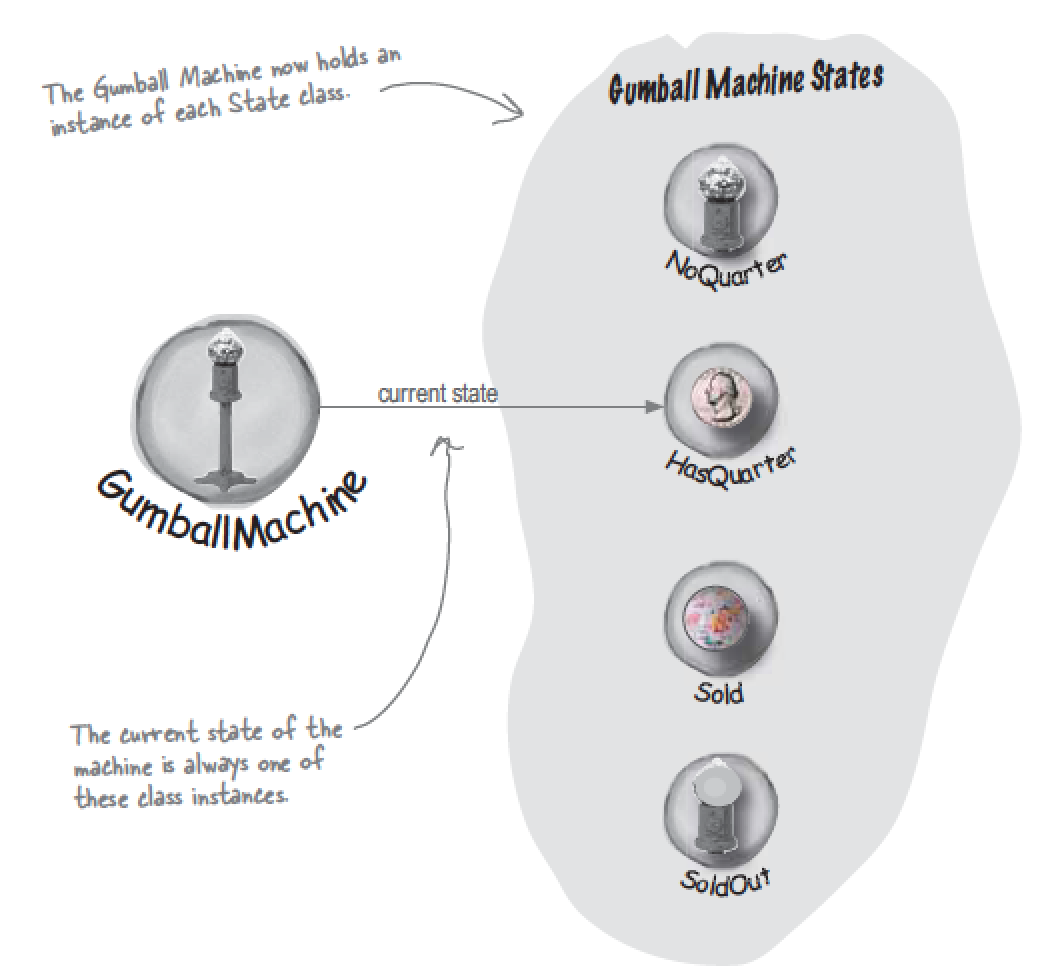 The Gumball Machine now holds an
instance of each State class.
Gumball Machine States
NoQuarter
current state
HasQuarter
GumballMachine
Sold
The current state of the
machine is always one of
these class instances.
SoldOut